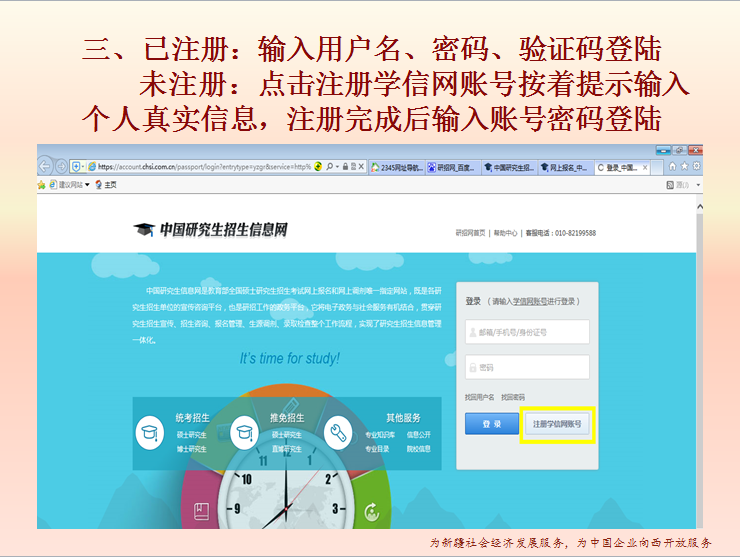 三、已注册：输入用户名、密码、验证码登陆
未注册：点击注册学信网账号按着提示输入
个人真实信息，注册完成后输入账号密码登陆
https://account.chsi.com.cn/passport/login?entrytype=yzgr&service=http%
2345网址导航...
研招网_百度...
中国研究生招...
网上报名_中...
登录_中国...
建议网站
主页
中国研究生招生信息网
研招网首页 | 帮助中心 | 客服电话：010-82199588
中国研究生信息网是教育部全国硕士研究生招生考试网上报名和网上调剂唯一指定网站，既是各研
究生招生单位的宣传咨询平台，也是研招工作的政务平台，它将电子政务与社会服务有机结合，贯穿研
究生招生宣传、招生咨询、报名管理、生源调剂、录取检查整个工作流程，实现了研究生招生信息管理
一体化。
It's time for study!
登录 （请输入学信网账号进行登录）
邮箱/手机号/身份证号
密码
找回用户名 找回密码
登 录
注册学信网账号
统考招生
硕士研究生
博士研究生
推免招生
硕士研究生
直博研究生
其他服务
专业知识库 信息公开
专业目录 院校信息
11 12 1
10 2
9 3
为新疆社会经济发展服务，为中国企业向西开放服务